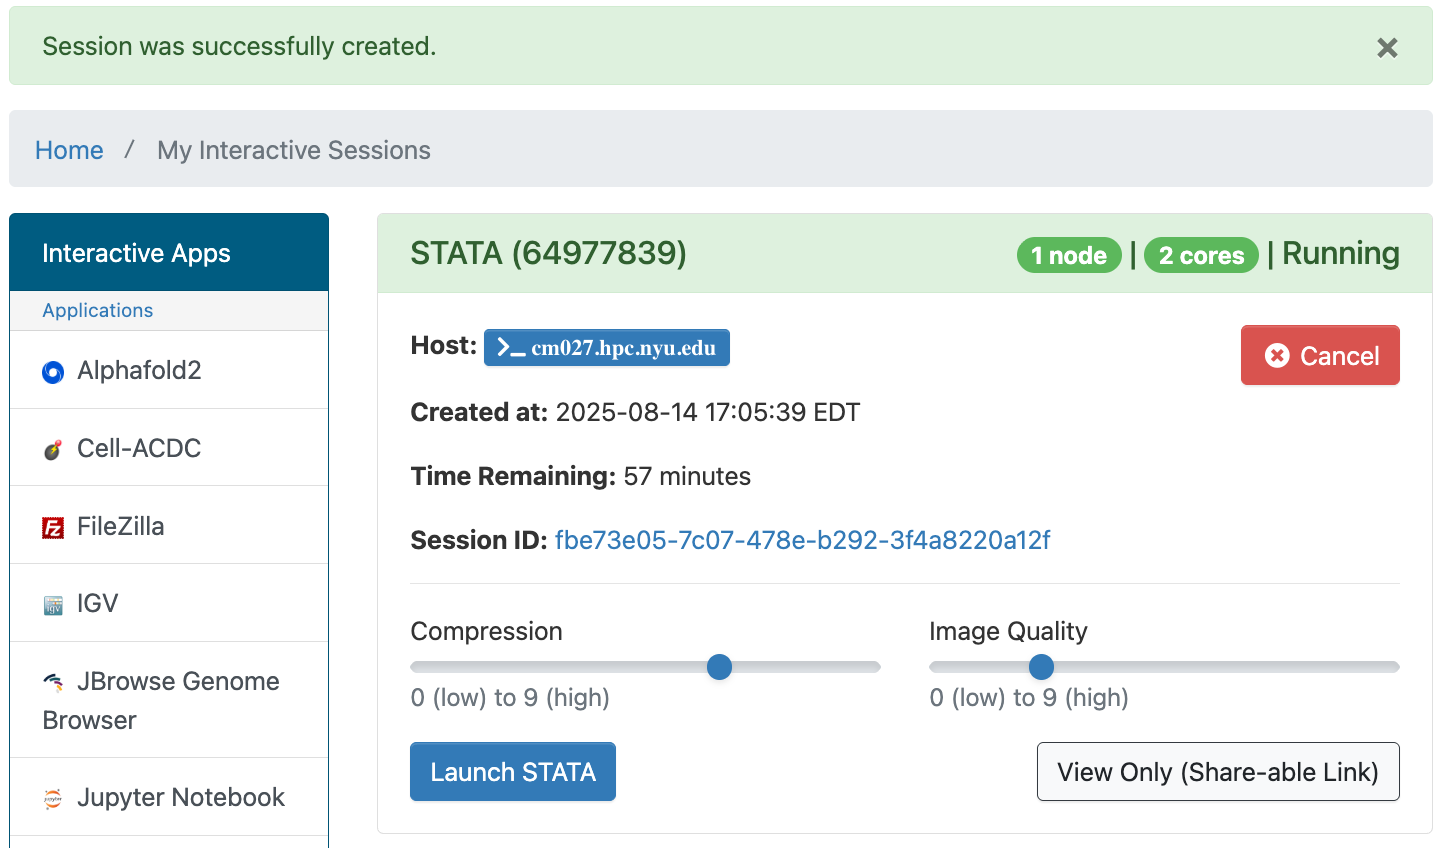 Session was successfully created.
Home / My Interactive Sessions
Interactive Apps
Applications
Alphafold2
Cell-ACDC
FileZilla
IGV
JBrowse Genome
Browser
Jupyter Notebook
STATA (64977839)
1 node | 2 cores | Running
Host: >_ cm027.hpc.nyu.edu
Cancel
Created at: 2025-08-14 17:05:39 EDT
Time Remaining: 57 minutes
Session ID: fbe73e05-7c07-478e-b292-3f4a8220a12f
Compression
0 (low) to 9 (high)
Image Quality
0 (low) to 9 (high)
Launch STATA
View Only (Share-able Link)